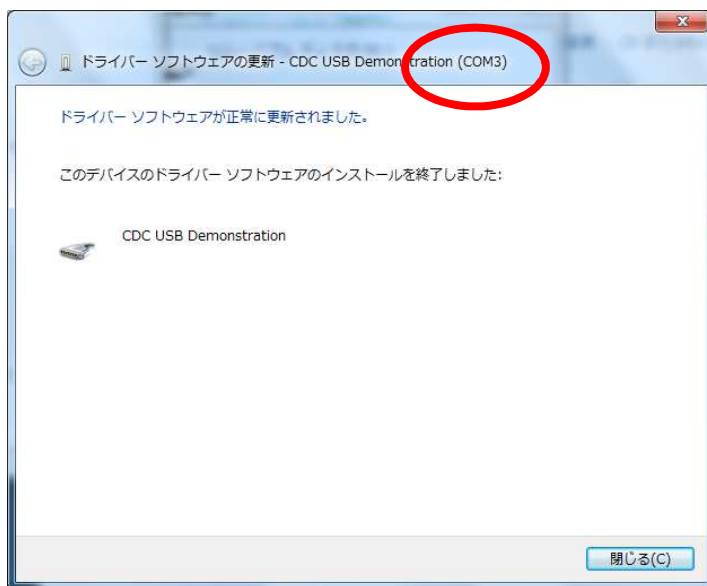 ドライバー ソフトウェアの更新 - CDC USB Demonstration (COM3)
ドライバー ソフトウェアが正常に更新されました。
このデバイスのドライバー ソフトウェアのインストールを終了しました:
CDC USB Demonstration
閉じる(C)